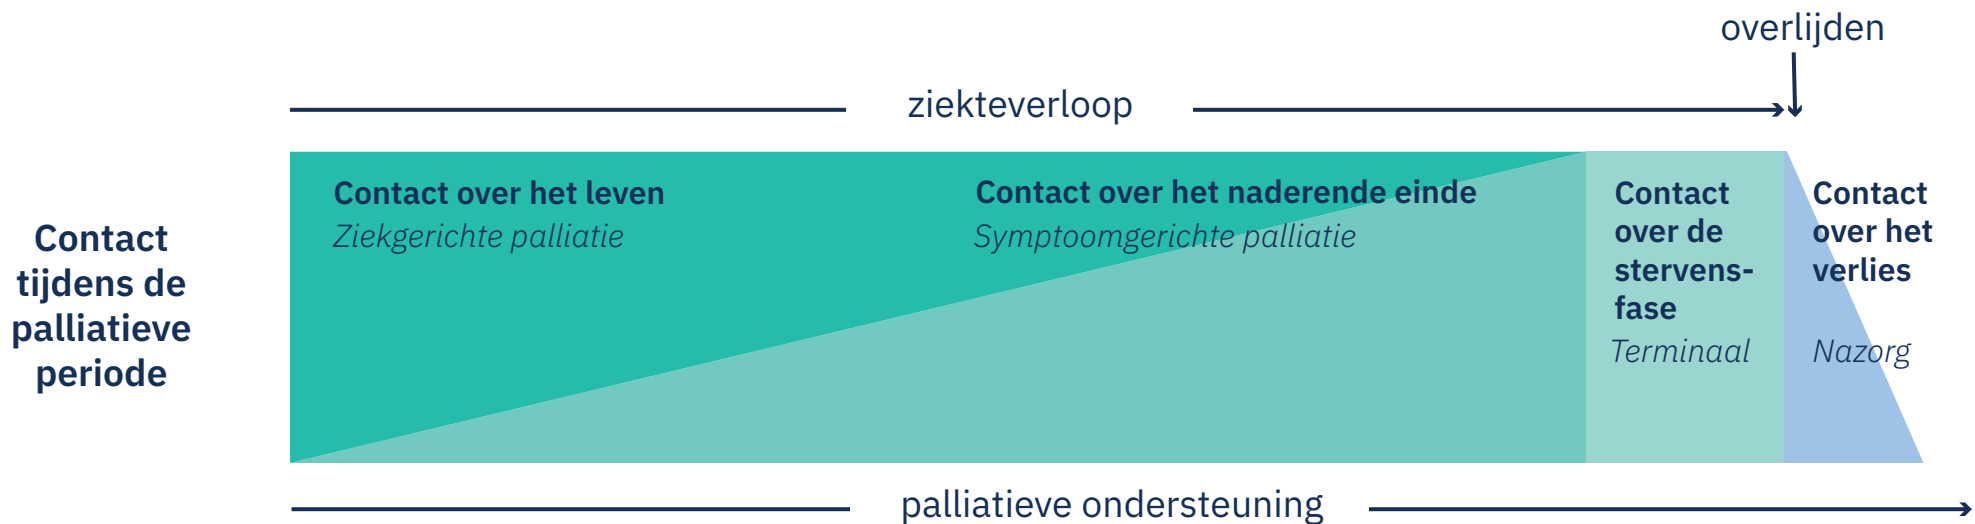 overlijden
ziekteverloop
Contact
tijdens de
palliatieve
periode
Contact over het leven
Ziekgerichte palliatie
Contact over het naderende einde
Symptoomgerichte palliatie
Contact
over de
stervens-
fase
Terminaal
Contact
over het
verlies
Nazorg
palliatieve ondersteuning